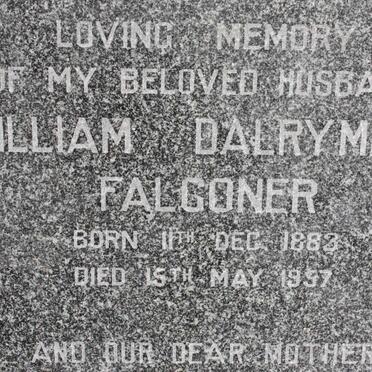 LOVING MEMORY
OF MY BELOVED HUSBA
ILLIAM DALRYM
FALCONER
BORN 11TH DEC. 1883
DIED 15TH MAY 1957
AND OUR DEAR MOTHER